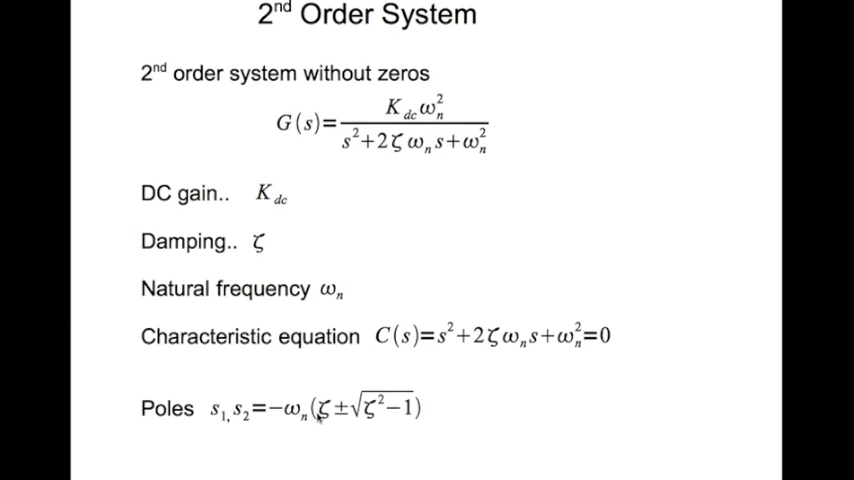 2nd Order System
2nd order system without zeros
G(s)=K_dc ω_n^2 / (s^2+2ζω_n s+ω_n^2)
DC gain.. K_dc
Damping.. ζ
Natural frequency ω_n
Characteristic equation C(s)=s^2+2ζω_n s+ω_n^2=0
Poles s_1, s_2=−ω_n(ζ±√(ζ^2−1))